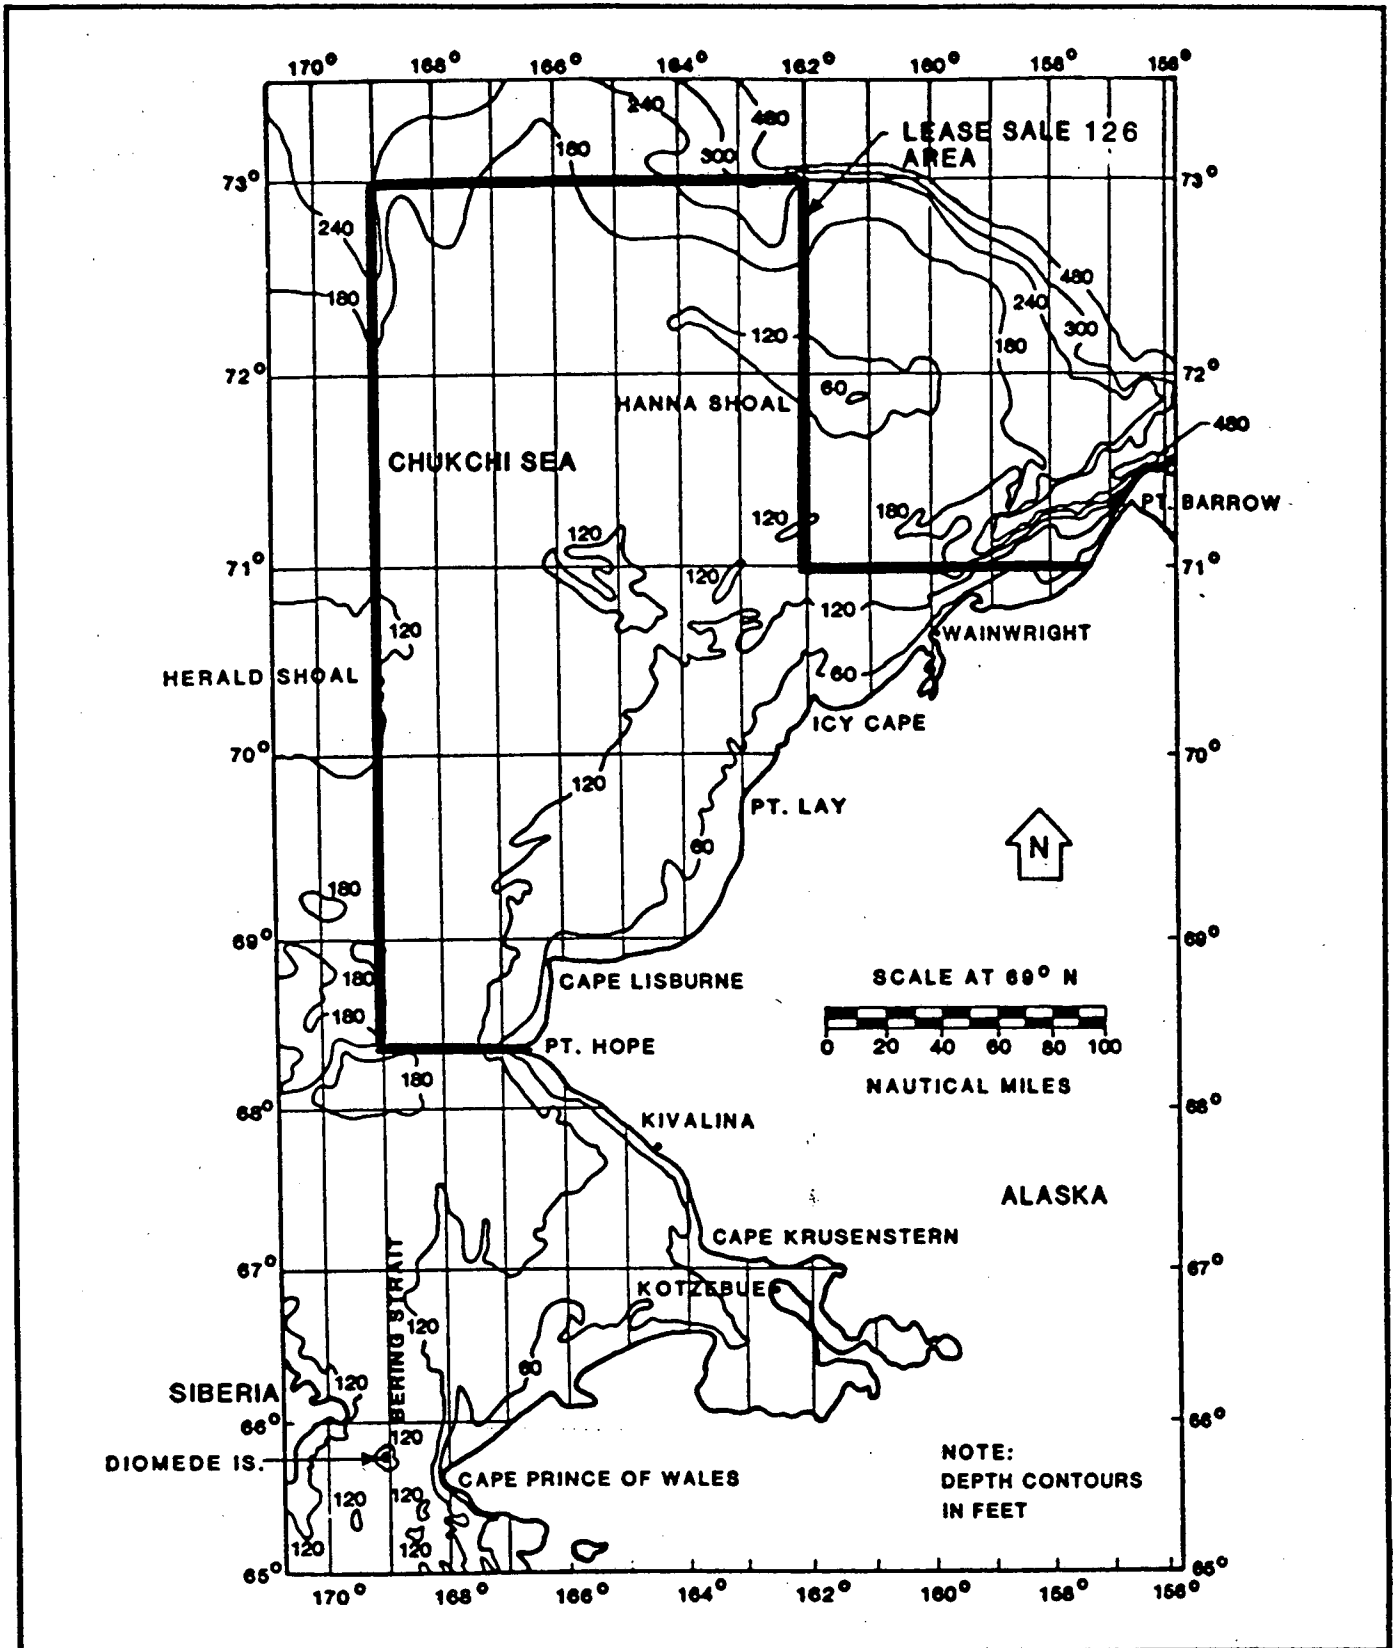 170° 168° 166° 164° 162° 160° 158° 156°
240
480
LEASE SALE 126
AREA
180
300
73°
73°
240
480
180
240
300
120
180
72°
72°
60
HANNA SHOAL
480
CHUKCHI SEA
PT. BARROW
120
180
120
71°
71°
120
120
120
WAINWRIGHT
HERALD SHOAL
60
ICY CAPE
70°
70°
120
PT. LAY
60
N
180
69°
69°
180
CAPE LISBURNE
SCALE AT 69° N
180
PT. HOPE
0 20 40 60 80 100
180
NAUTICAL MILES
68°
68°
KIVALINA
ALASKA
CAPE KRUSENSTERN
67°
67°
KOTZEBUE
BERING STRAIT
120
60
120
SIBERIA
66°
66°
120
DIOMEDE IS.
CAPE PRINCE OF WALES
NOTE:
DEPTH CONTOURS
IN FEET
120
120
120
120
65°
65°
170° 168° 166° 164° 162° 160° 158° 156°